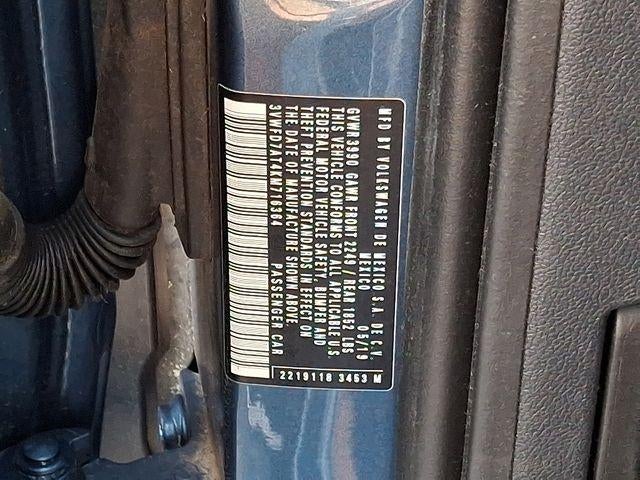 MFD BY VOLKSWAGEN DE MEXICO S.A. DE C.V.
MEXICO 05/19
GVWR 3990 GAWR FRONT 2249 / REAR 1852 LBS
THIS VEHICLE CONFORMS TO ALL APPLICABLE U S
FEDERAL MOTOR VEHICLE SAFETY, BUMPER AND
THEFT PREVENTION STANDARDS IN EFFECT ON
THE DATE OF MANUFACTURE SHOWN ABOVE.
PASSENGER CAR
2219118 3453 M